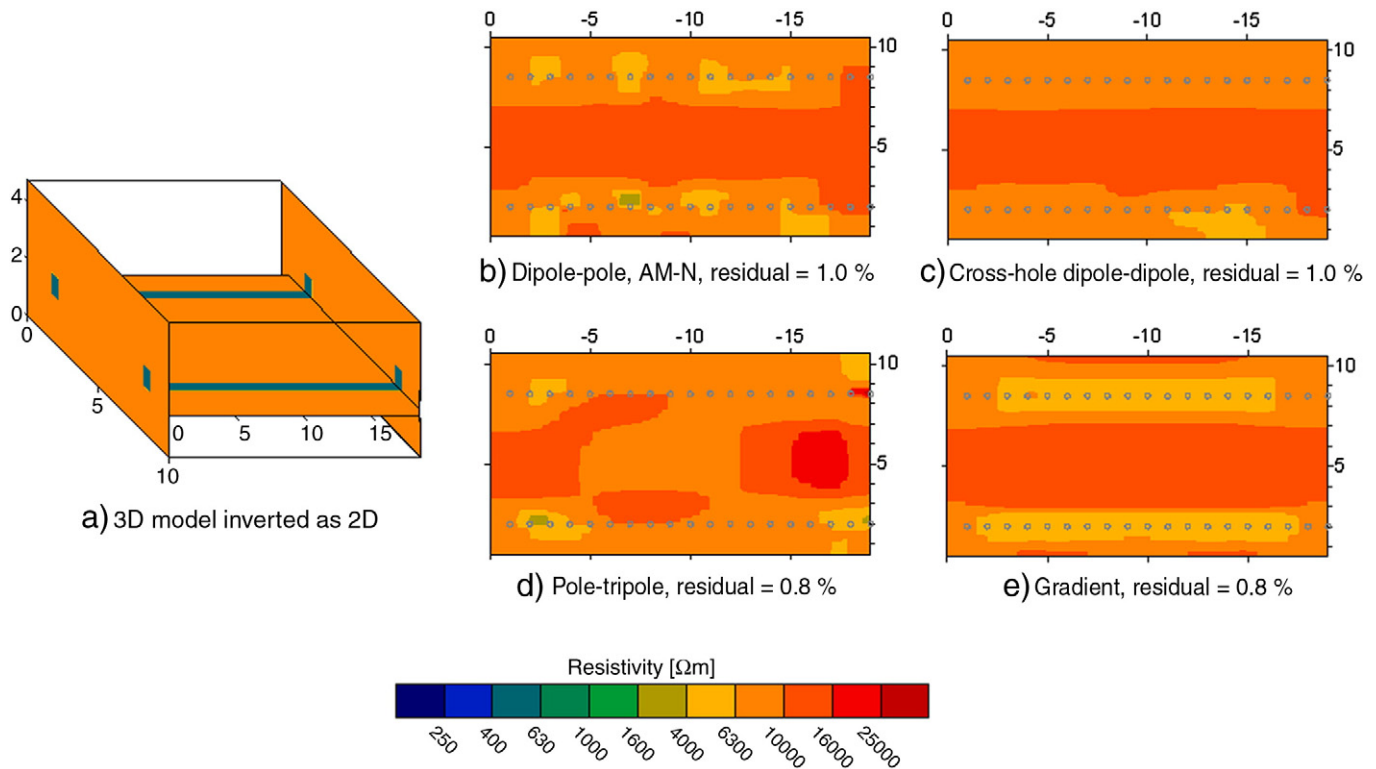 0 -5 -10 -15
10
5
b) Dipole-pole, AM-N, residual = 1.0 %
0 -5 -10 -15
10
5
c) Cross-hole dipole-dipole, residual = 1.0 %
4
2
0
0
5
10
0 5 10 15
a) 3D model inverted as 2D
0 -5 -10 -15
10
5
d) Pole-tripole, residual = 0.8 %
0 -5 -10 -15
10
5
e) Gradient, residual = 0.8 %
Resistivity [Ωm]
250 400 630 1000 1600 4000 6300 10000 16000 25000